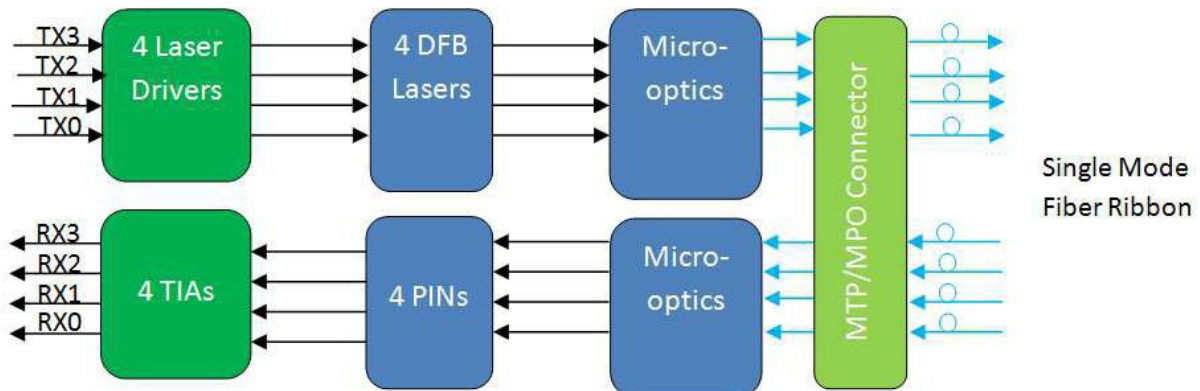 TX3
TX2
TX1
TX0
4 Laser
Drivers
4 DFB
Lasers
Micro-
optics
MTP/MPO Connector
Single Mode
Fiber Ribbon
RX3
RX2
RX1
RX0
4 TIAs
4 PINs
Micro-
optics